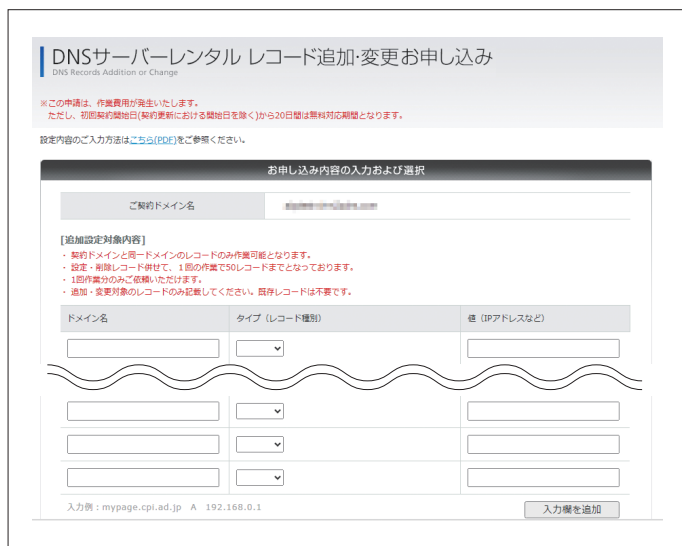 DNSサーバーレンタル レコード追加・変更お申し込み
DNS Records Addition or Change
※この申請は、作業費用が発生いたします。
ただし、初回契約開始日(契約更新における開始日を除く)から20日間は無料対応期間となります。
設定内容のご入力方法はこちら(PDF)をご参照ください。
お申し込み内容の入力および選択
ご契約ドメイン名
[追加設定対象内容]
・ 契約ドメインと同一ドメインのレコードのみ作業可能となります。
・ 設定・削除レコード併せて、1回の作業で50レコードまでとなっております。
・ 1回作業分のみご依頼いただけます。
・ 追加・変更対象のレコードのみ記載してください。既存レコードは不要です。
ドメイン名 タイプ（レコード種別） 値（IPアドレスなど）
入力例：mypage.cpi.ad.jp A 192.168.0.1
入力欄を追加